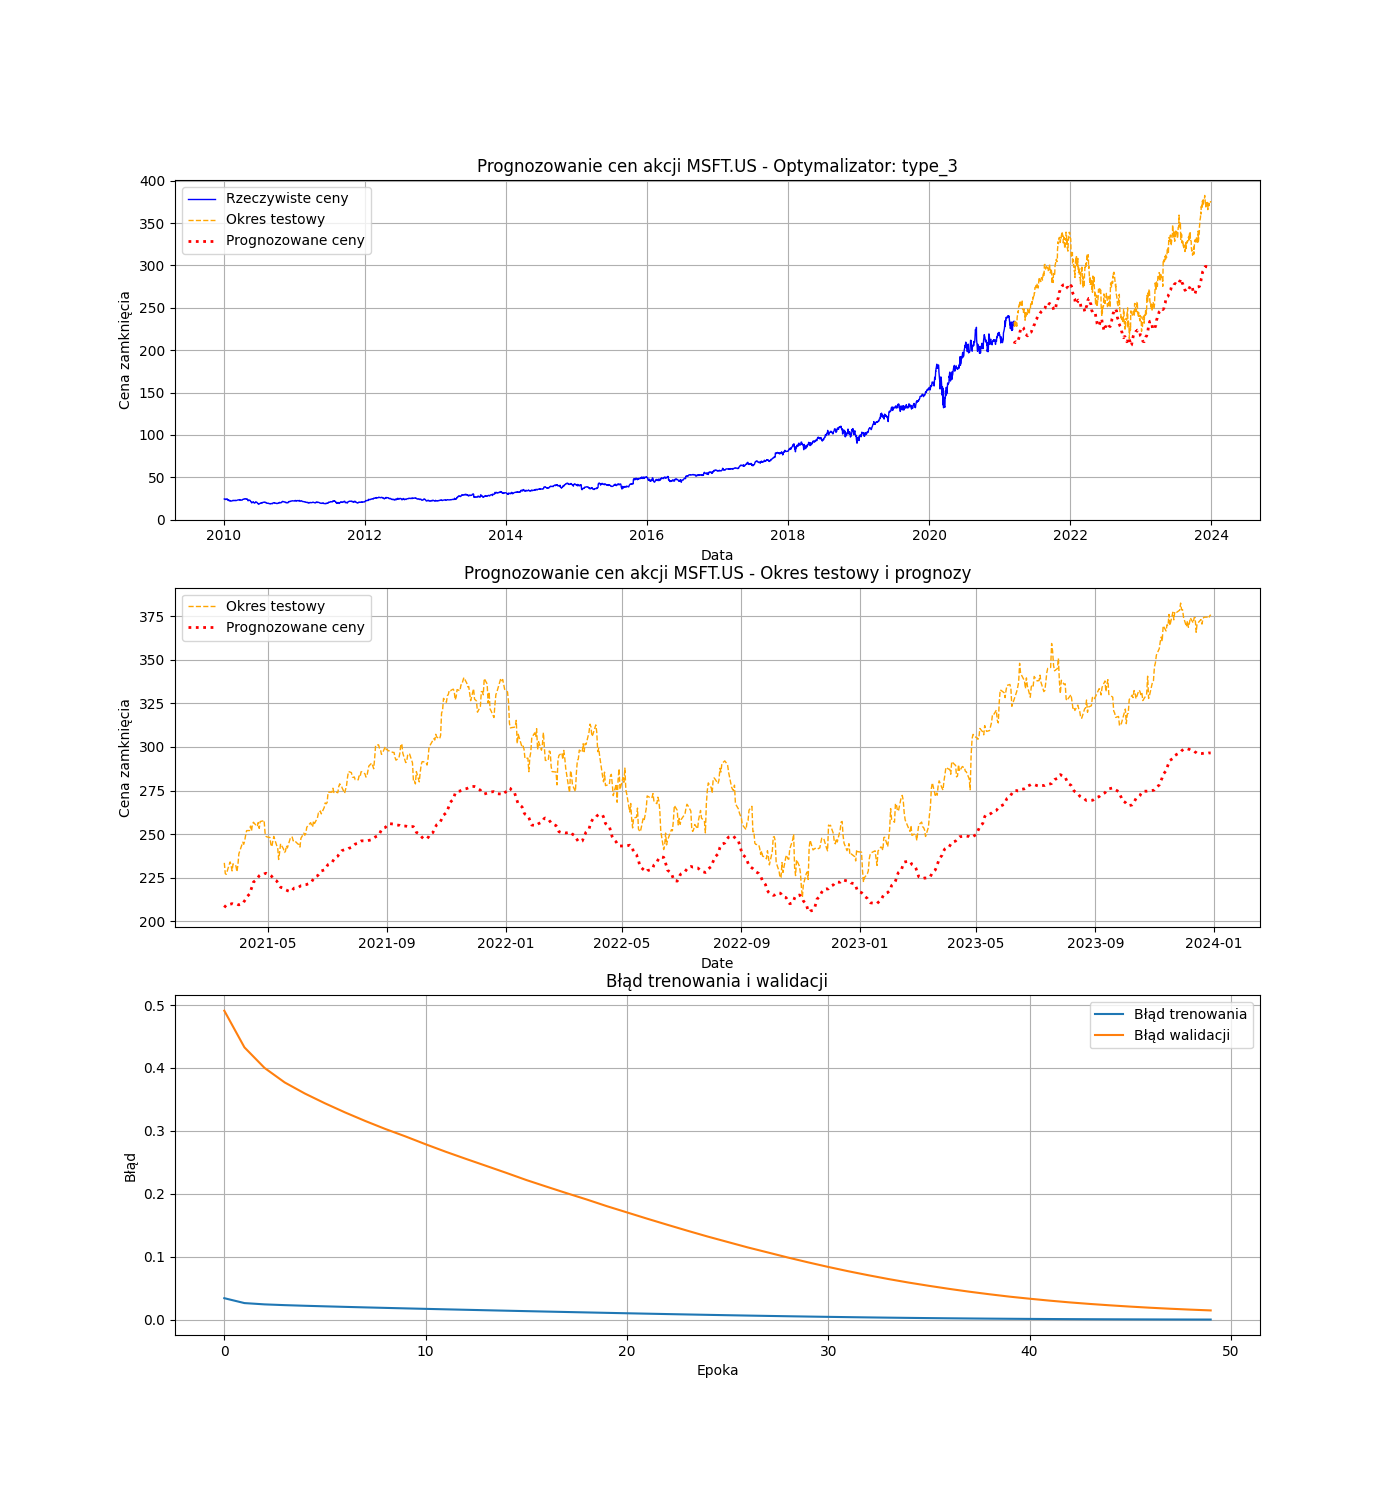 Prognozowanie cen akcji MSFT.US - Optymalizator: type_3
Cena zamknięcia
400
350
300
250
200
150
100
50
0
Rzeczywiste ceny
Okres testowy
Prognozowane ceny
2010 2012 2014 2016 2018 2020 2022 2024
Data
Prognozowanie cen akcji MSFT.US - Okres testowy i prognozy
Cena zamknięcia
375
350
325
300
275
250
225
200
Okres testowy
Prognozowane ceny
2021-05 2021-09 2022-01 2022-05 2022-09 2023-01 2023-05 2023-09 2024-01
Date
Błąd trenowania i walidacji
Błąd
0.5
0.4
0.3
0.2
0.1
0.0
Błąd trenowania
Błąd walidacji
0 10 20 30 40 50
Epoka